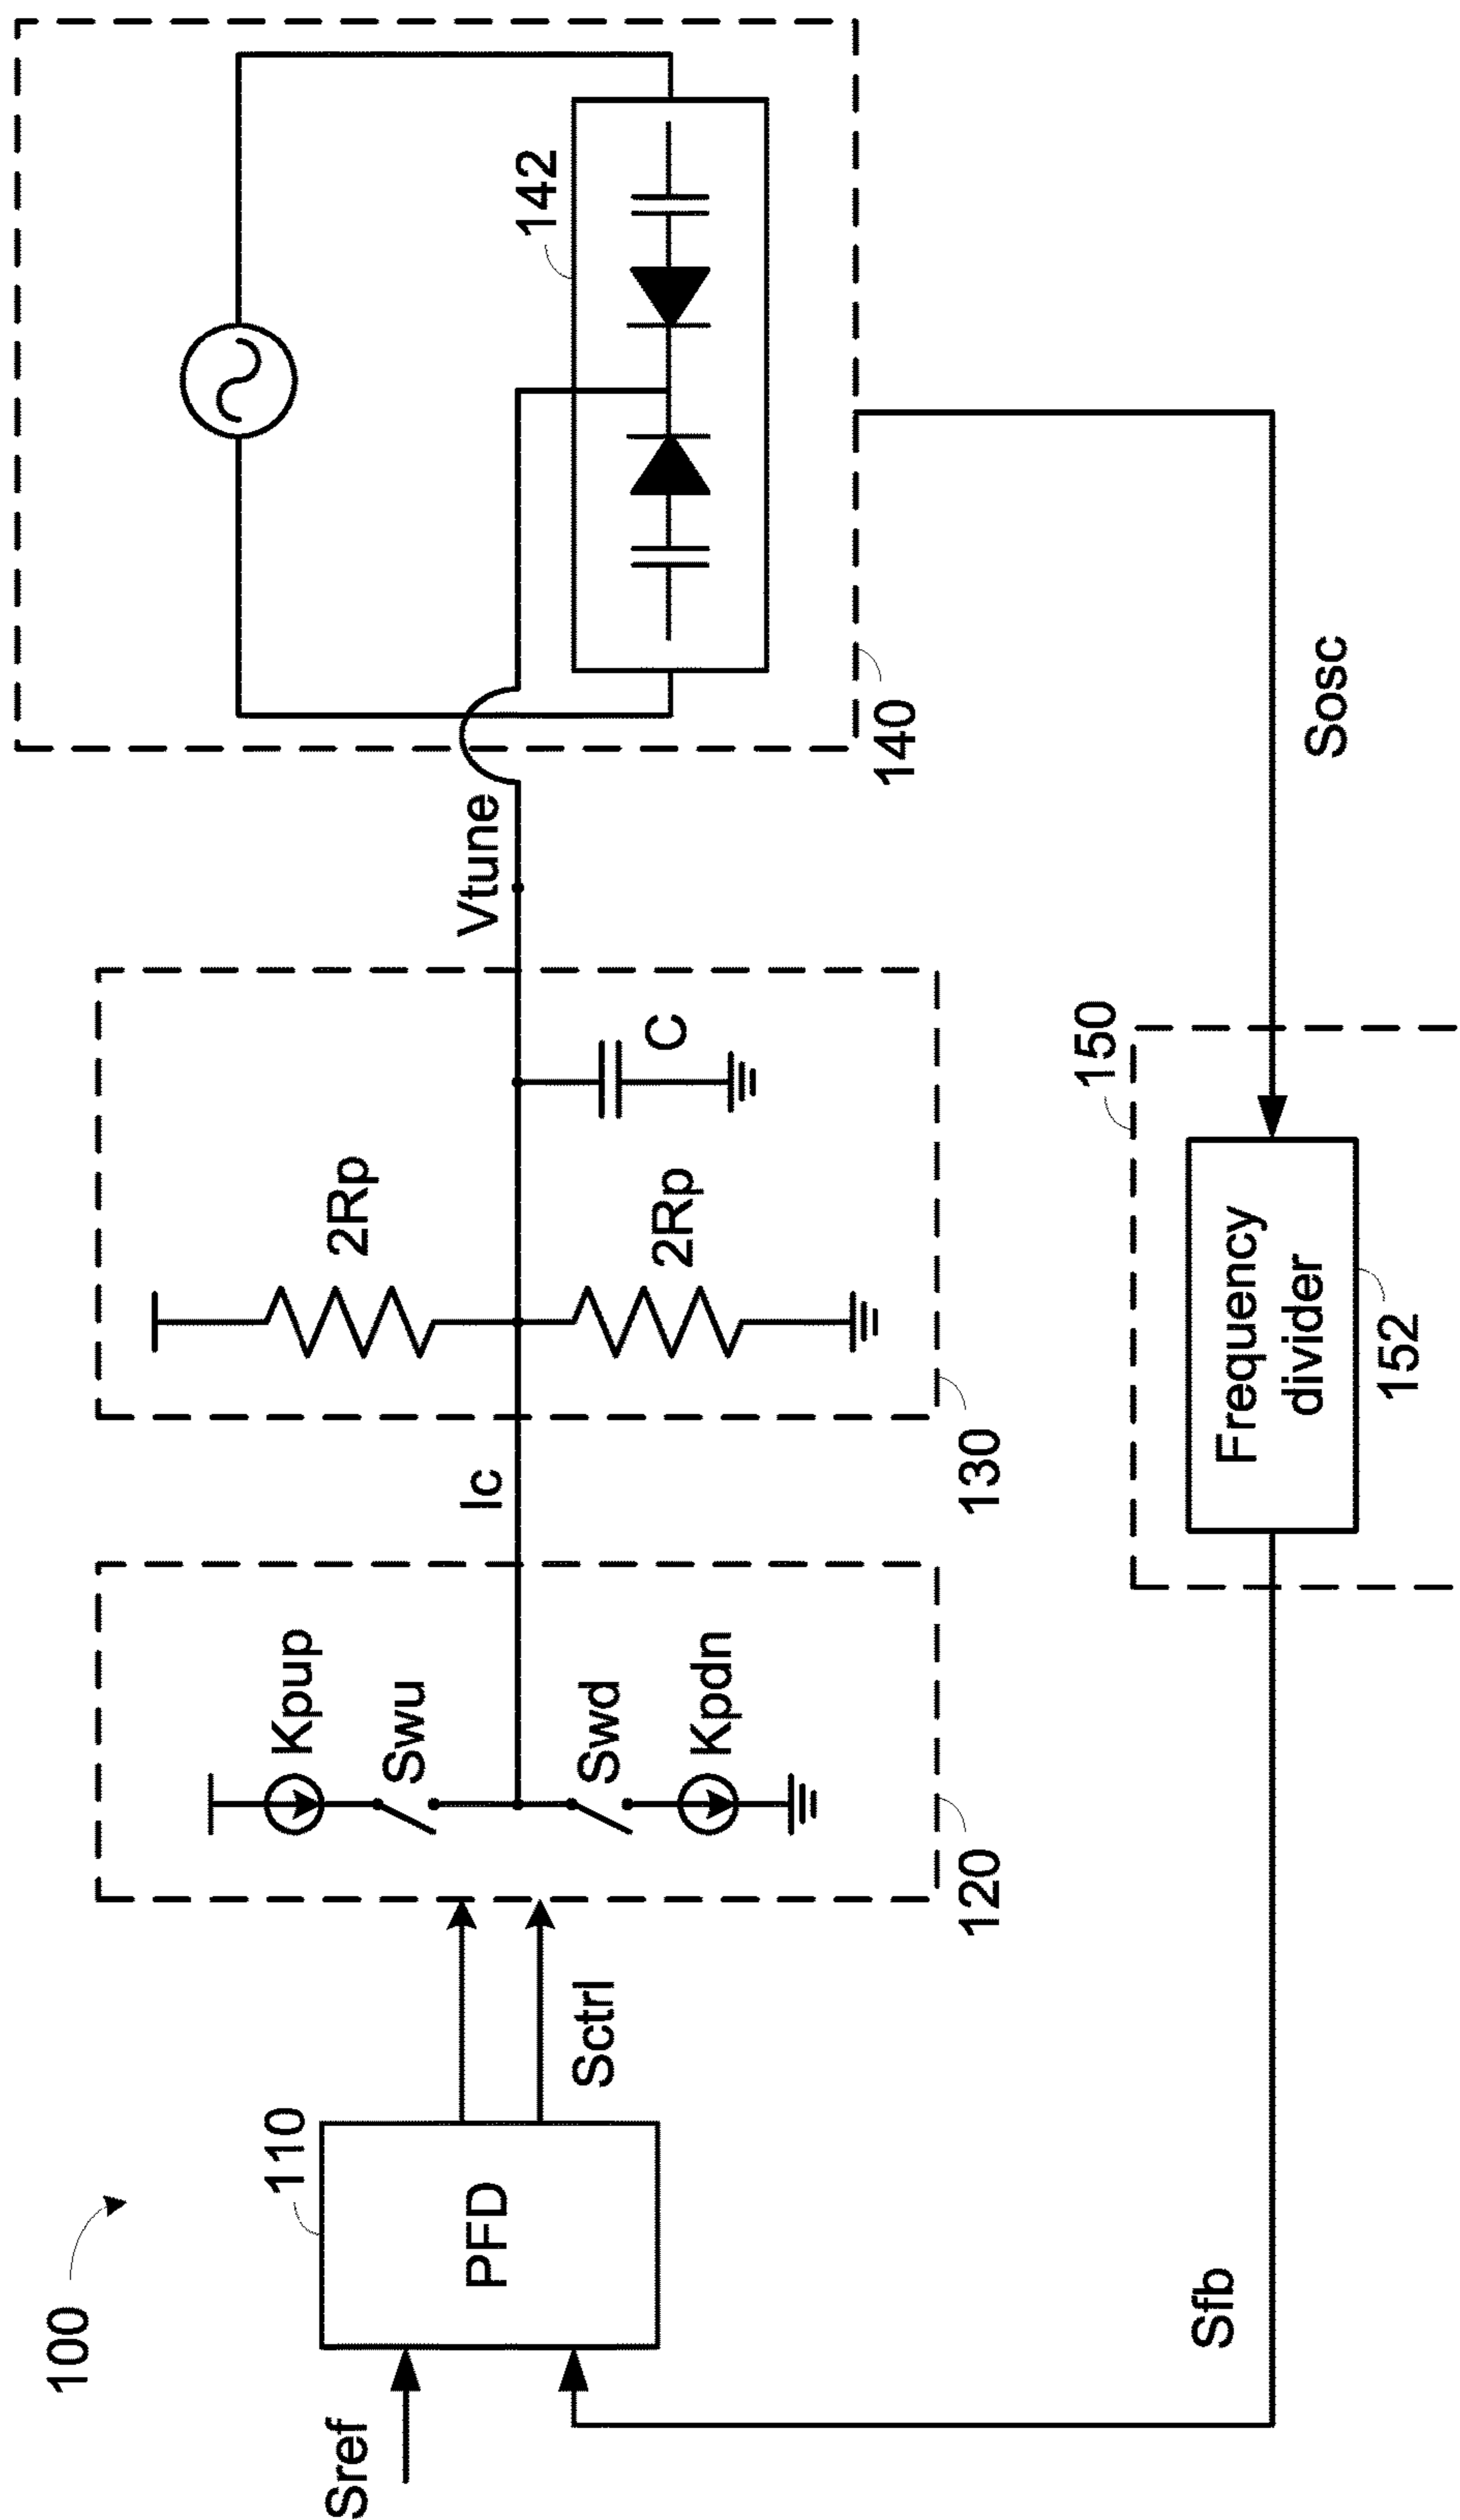 100
Sref
110
PFD
Sctrl
120
Kpup
Swu
Swd
Kpdn
Ic
130
2Rp
2Rp
C
Vtune
140
142
Sosc
150
Frequency
divider
152
Sfb